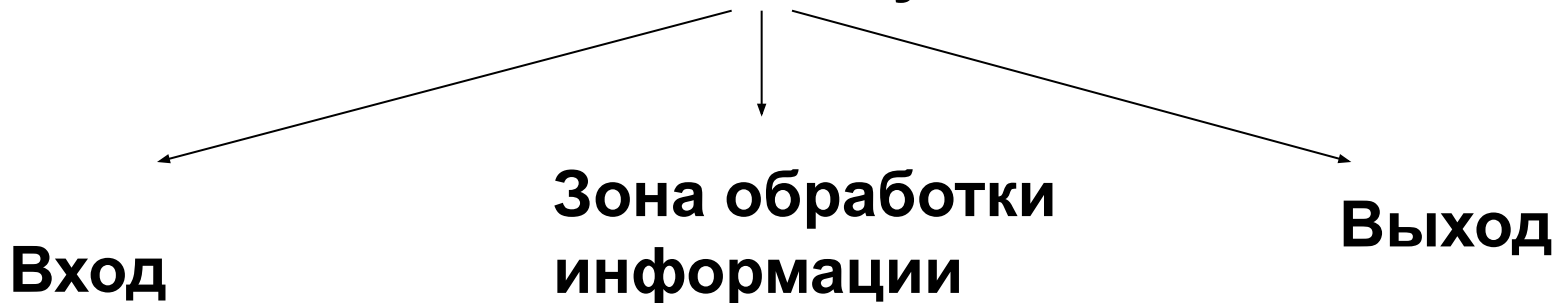 Зона обработки
информации
Вход
Выход